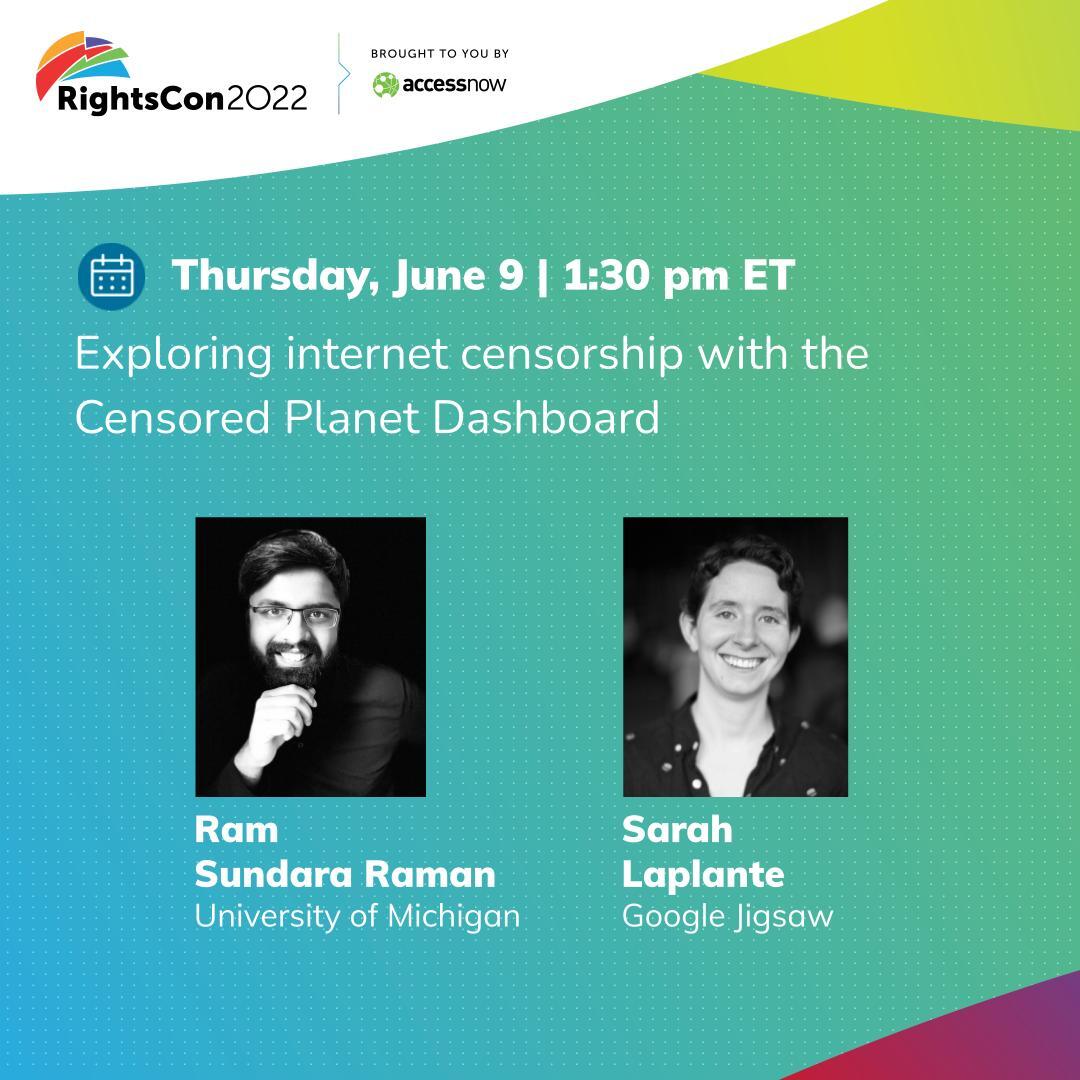 RightsCon2022
BROUGHT TO YOU BY
accessnow
Thursday, June 9 | 1:30 pm ET
Exploring internet censorship with the
Censored Planet Dashboard
Ram
Sundara Raman
University of Michigan
Sarah
Laplante
Google Jigsaw